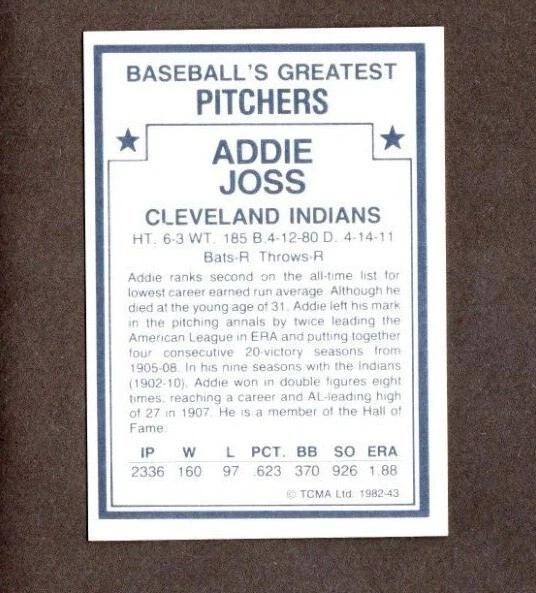 BASEBALL'S GREATEST
PITCHERS
ADDIE
JOSS
CLEVELAND INDIANS
HT. 6-3 WT. 185 B.4-12-80 D. 4-14-11
Bats-R Throws-R
Addie ranks second on the all-time list for
lowest career earned run average. Although he
died at the young age of 31. Addie left his mark
in the pitching annals by twice leading the
American League in ERA and putting together
four consecutive 20-victory seasons from
1905-08. In his nine seasons with the Indians
(1902-10). Addie won in double figures eight
times, reaching a career and AL-leading high
of 27 in 1907. He is a member of the Hall of
Fame.
IP W L PCT. BB SO ERA
2336 160 97 .623 370 926 1.88
© TCMA Ltd. 1982-43